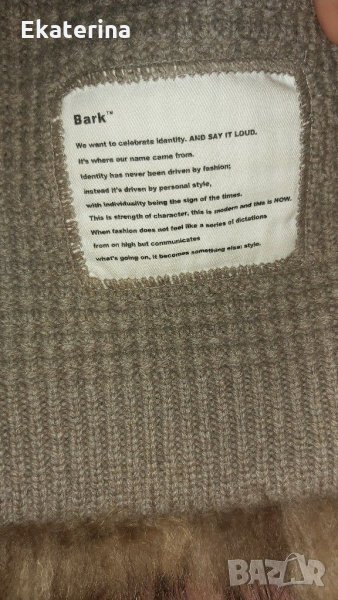 Ekaterina
Bark™
We want to celebrate identity. AND SAY IT LOUD.
It's where our name came from.
Identity has never been driven by fashion;
instead it's driven by personal style,
with individuality being the sign of the times.
This is strength of character, this is modern and this is NOW.
When fashion does not feel like a series of dictations
from on high but communicates
what's going on, it becomes something else: style.
BAZAR